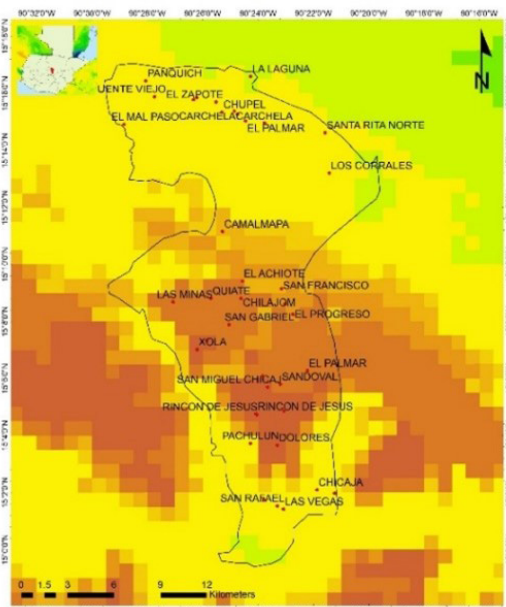 90°32'0"W 90°30'0"W 90°28'0"W 90°26'0"W 90°24'0"W 90°22'0"W 90°20'0"W 90°18'0"W 90°16'0"W
N
PANQUICH
LA LAGUNA
UENTE VIEJO
EL ZAPOTE
CHUPEL
EL MAL PASO
CARCHELA
CARCHELA
EL PALMAR
SANTA RITA NORTE
LOS CORRALES
CAMALMAPA
EL ACHIOTE
SAN FRANCISCO
LAS MINAS
QUIATE
CHILAJOM
SAN GABRIEL
EL PROGRESO
XOLA
EL PALMAR
SAN MIGUEL CHICAJ
SANDOVAL
RINCON DE JESUS
RINCON DE JESUS
PACHULUN
DOLORES
CHICAJA
SAN RAFAEL
LAS VEGAS
0 1.5 3 6 9 12
Kilometers